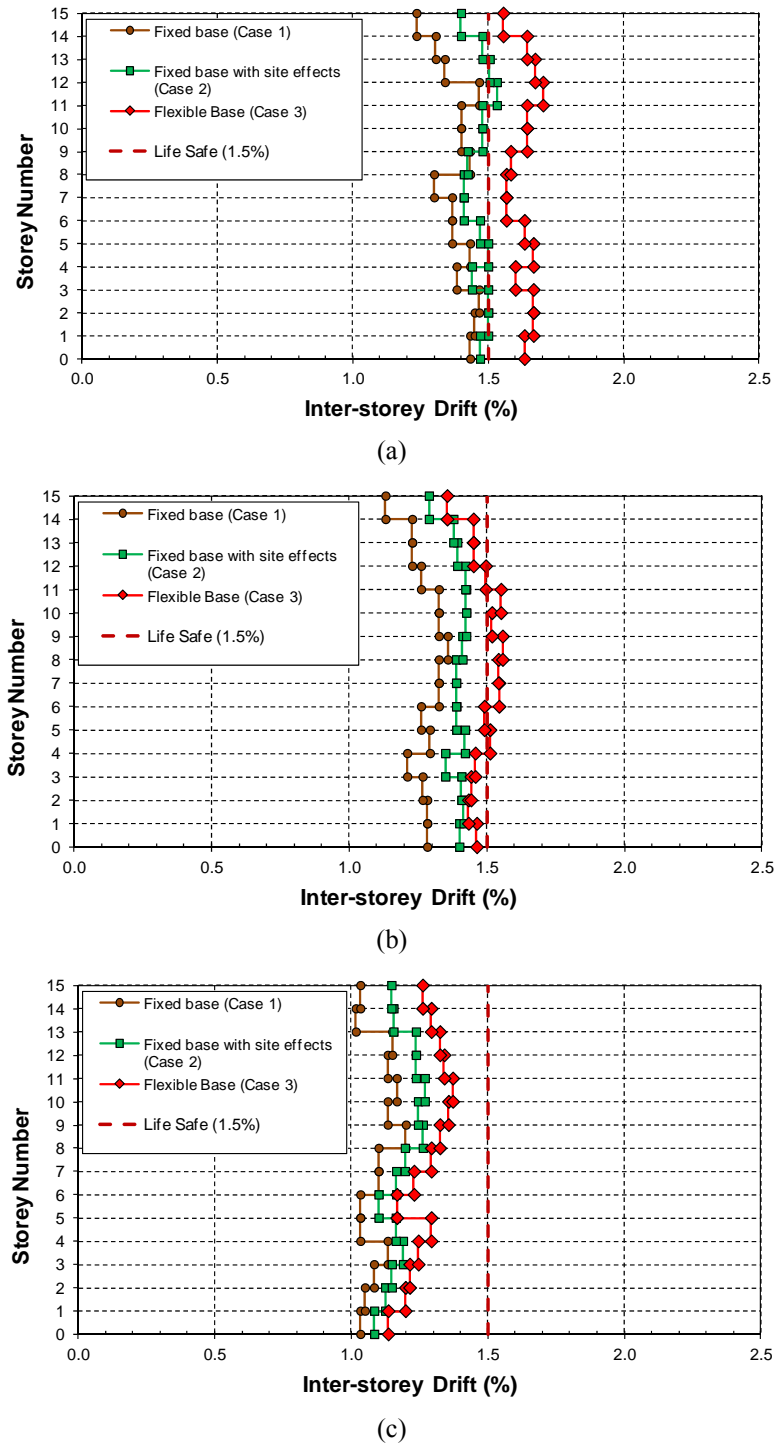 15
14
13
12
11
10
9
8
7
6
5
4
3
2
1
0
Storey Number
Fixed base (Case 1)
Fixed base with site effects
(Case 2)
Flexible Base (Case 3)
Life Safe (1.5%)
0.0 0.5 1.0 1.5 2.0 2.5
Inter-storey Drift (%)
(a)
15
14
13
12
11
10
9
8
7
6
5
4
3
2
1
0
Storey Number
Fixed base (Case 1)
Fixed base with site effects
(Case 2)
Flexible Base (Case 3)
Life Safe (1.5%)
0.0 0.5 1.0 1.5 2.0 2.5
Inter-storey Drift (%)
(b)
15
14
13
12
11
10
9
8
7
6
5
4
3
2
1
0
Storey Number
Fixed base (Case 1)
Fixed base with site effects
(Case 2)
Flexible Base (Case 3)
Life Safe (1.5%)
0.0 0.5 1.0 1.5 2.0 2.5
Inter-storey Drift (%)
(c)